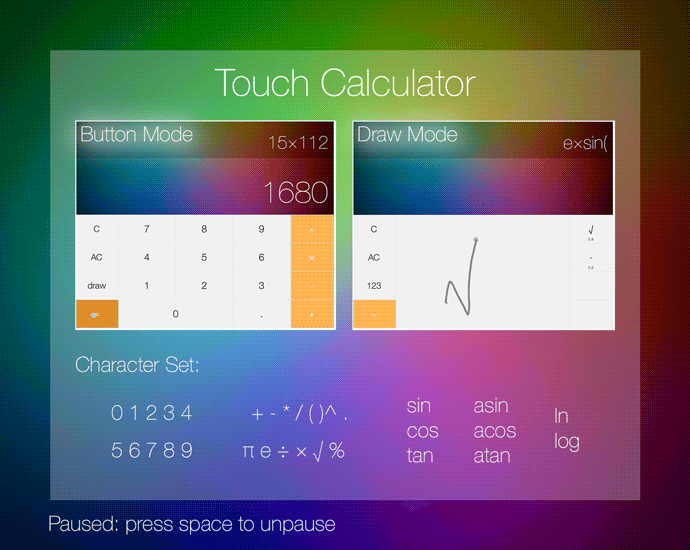 Touch Calculator
Button Mode
15×112
1680
C 7 8 9 ÷
AC 4 5 6 ×
draw 1 2 3 -
= 0 . +
Draw Mode
e×sin(
C
AC
123
=
√
√
-
Character Set:
0 1 2 3 4
5 6 7 8 9
+ - * / ( ) ^ .
π e ÷ × √ %
sin
cos
tan
asin
acos
atan
ln
log
Paused: press space to unpause